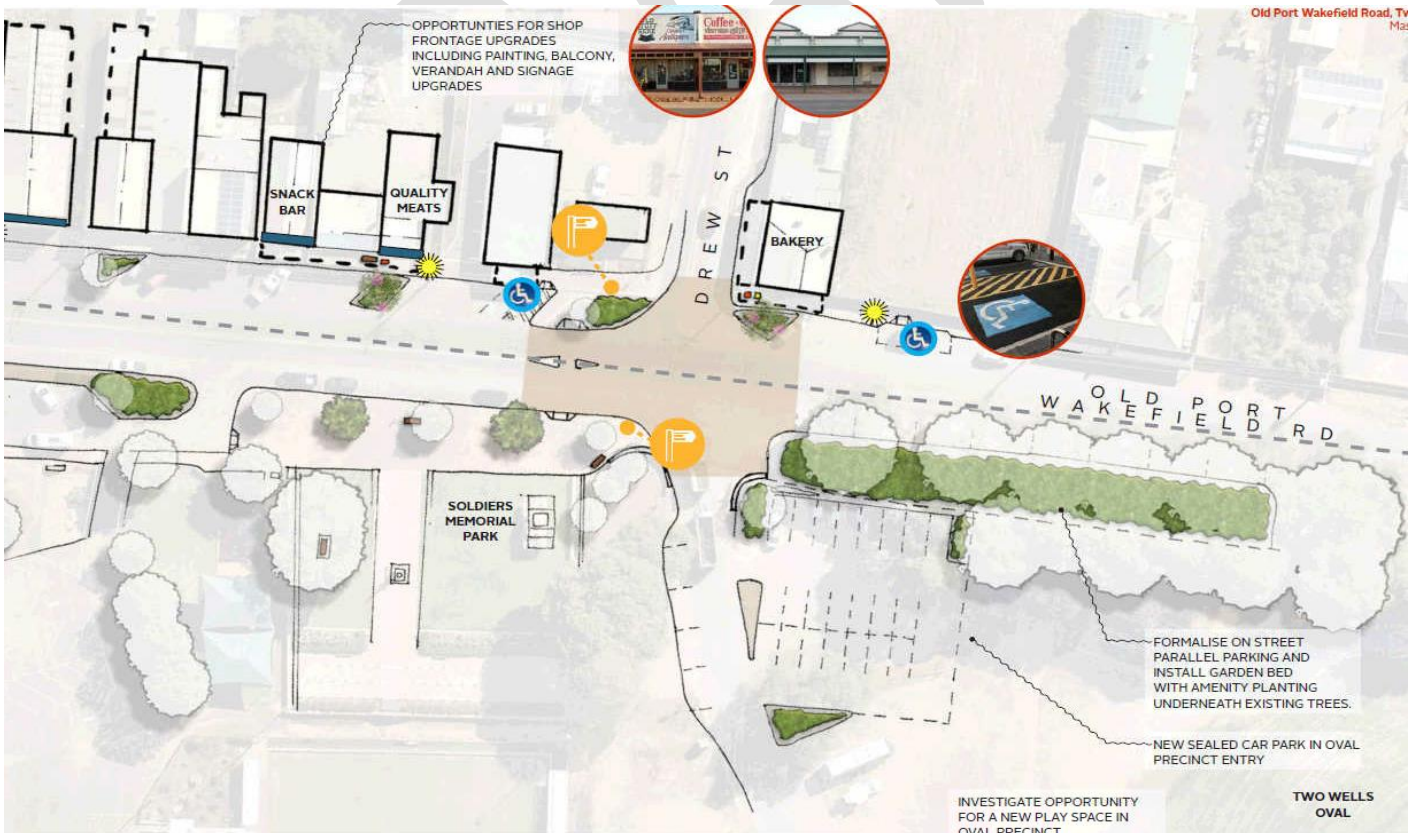 Old Port Wakefield Road, Tw
Mas
OPPORTUNTIES FOR SHOP
FRONTAGE UPGRADES
INCLUDING PAINTING, BALCONY,
VERANDAH AND SIGNAGE
UPGRADES
Coffee
DREW ST
SNACK
BAR
QUALITY
MEATS
BAKERY
OLD PORT
WAKEFIELD RD
SOLDIERS
MEMORIAL
PARK
FORMALISE ON STREET
PARALLEL PARKING AND
INSTALL GARDEN BED
WITH AMENITY PLANTING
UNDERNEATH EXISTING TREES.
NEW SEALED CAR PARK IN OVAL
PRECINCT ENTRY
INVESTIGATE OPPORTUNITY
FOR A NEW PLAY SPACE IN
OVAL PRECINCT
TWO WELLS
OVAL